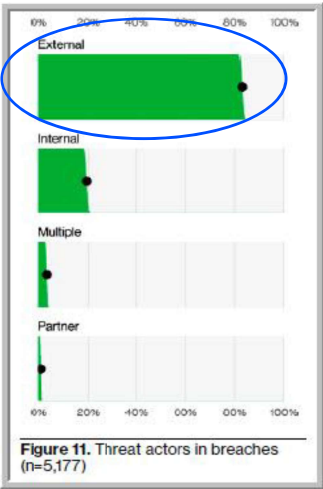 0% 20% 40% 60% 80% 100%
External
Internal
Multiple
Partner
0% 20% 40% 60% 80% 100%
Figure 11. Threat actors in breaches
(n=5,177)